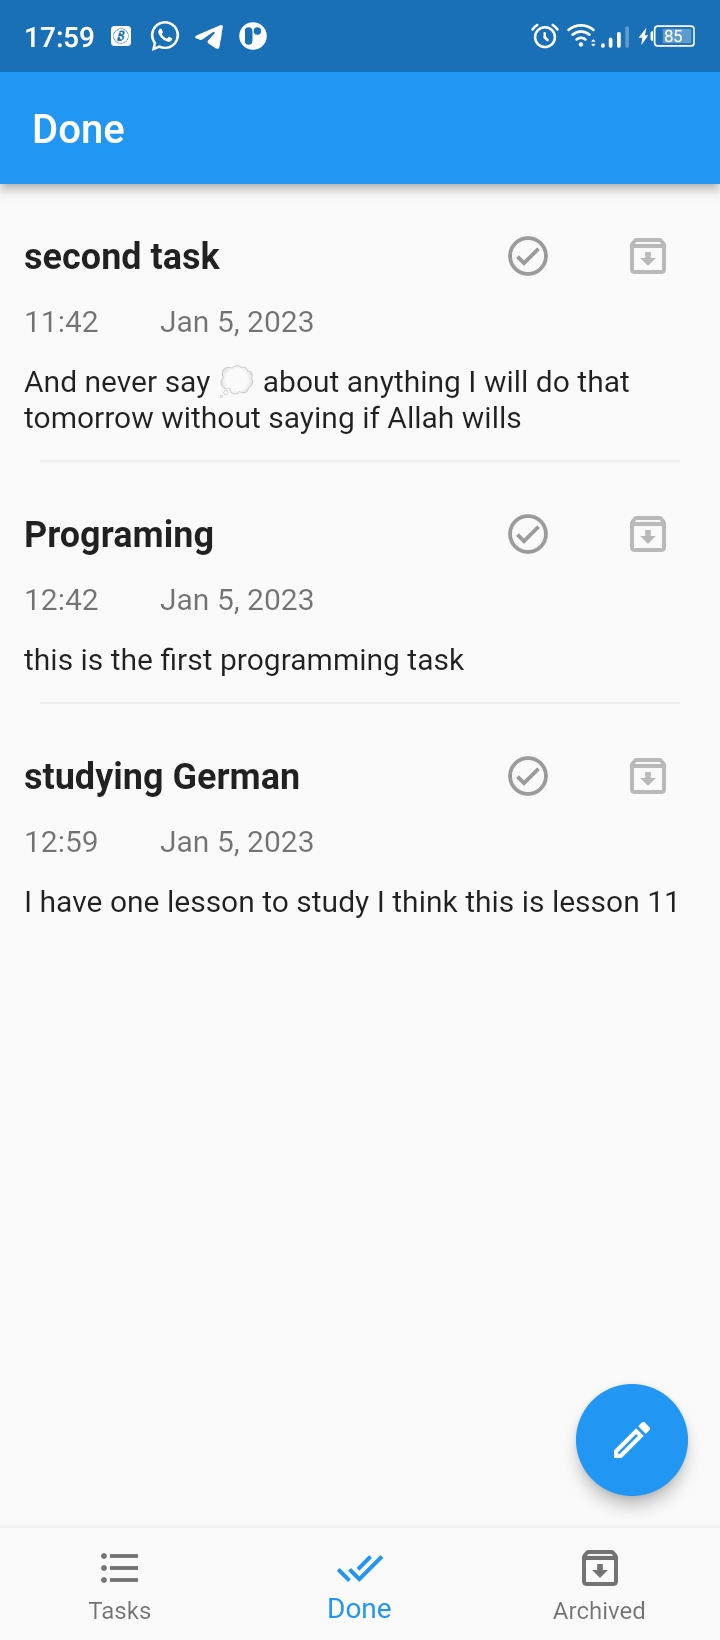 17:59
85
Done
second task
11:42 Jan 5, 2023
And never say 💭 about anything I will do that
tomorrow without saying if Allah wills
Programing
12:42 Jan 5, 2023
this is the first programming task
studying German
12:59 Jan 5, 2023
I have one lesson to study I think this is lesson 11
Tasks
Done
Archived